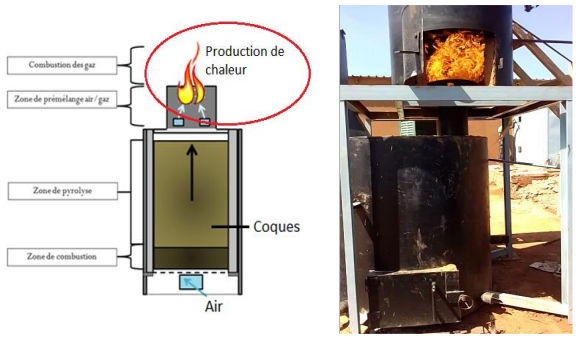 Production de
chaleur
Combustion des gaz
Zone de prémélange air / gaz
Zone de pyrolyse
Coques
Zone de combustion
Air